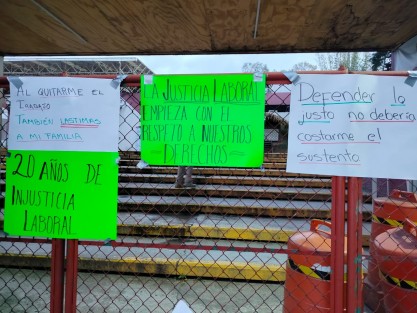 AL QUITARME EL
TRABAJO
TAMBIÉN LASTIMAS
A MI FAMILIA
20 AÑOS DE
INJUSTICIA
LABORAL
LA JUSTICIA LABORAL
EMPIEZA CON EL
RESPETO A NUESTROS
- DERECHOS -
Defender lo
justo no debería
costarme el
sustento